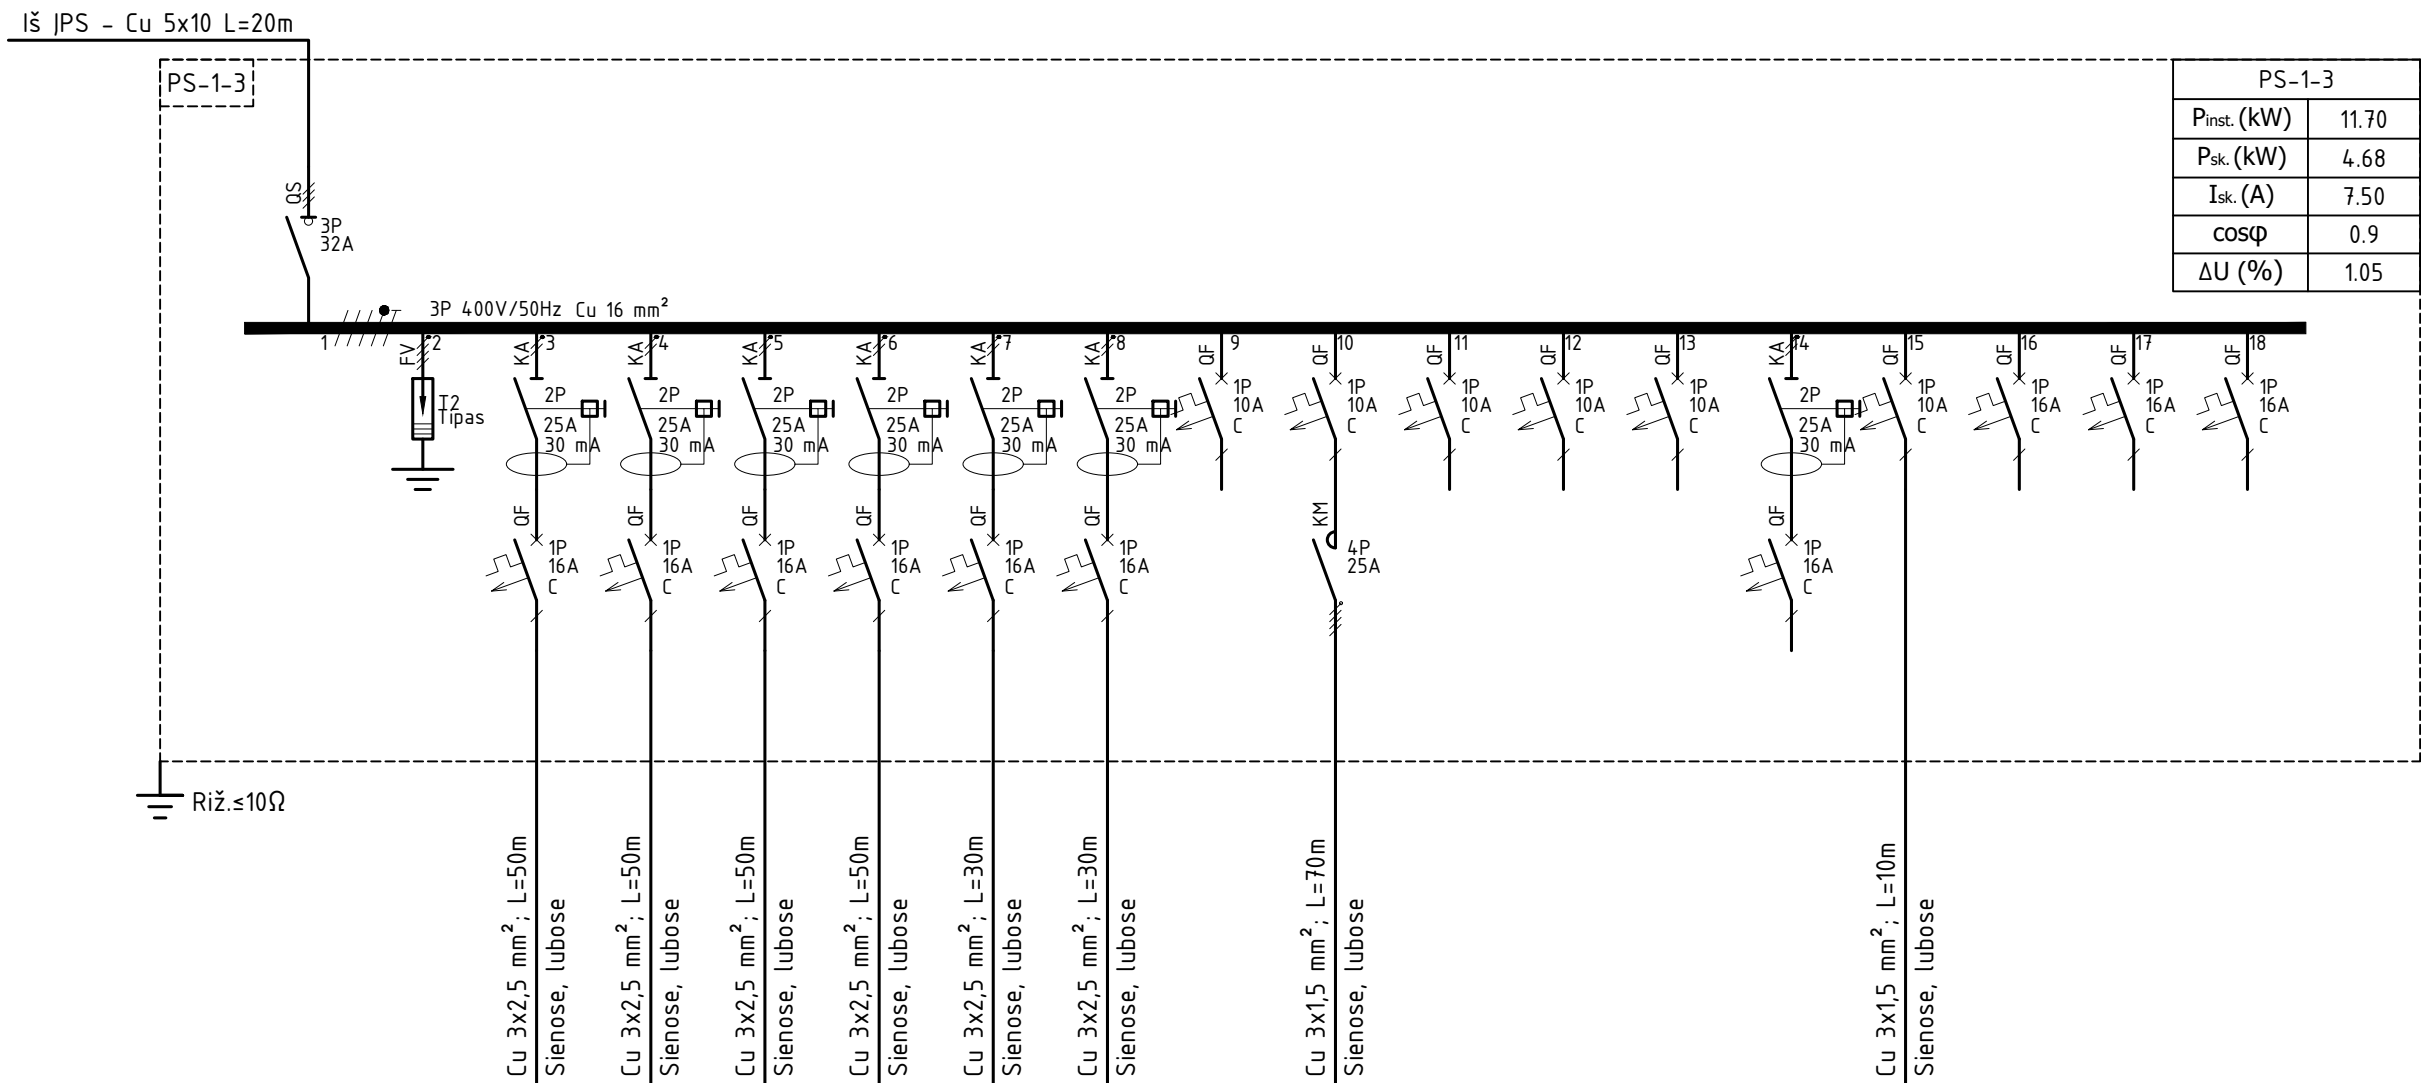 Iš JPS - Cu 5x10 L=20m
PS-1-3
PS-1-3
Pinst. (kW) 11.70
Psk. (kW) 4.68
Isk. (A) 7.50
cosφ 0.9
ΔU (%) 1.05
QS
3P
32A
3P 400V/50Hz Cu 16 mm²
1
FV 2
T2
Tipas
KA 3
2P
25A
30 mA
QF
1P
16A
C
Cu 3x2,5 mm²; L=50m
Sienose, lubose
KA 4
2P
25A
30 mA
QF
1P
16A
C
Cu 3x2,5 mm²; L=50m
Sienose, lubose
KA 5
2P
25A
30 mA
QF
1P
16A
C
Cu 3x2,5 mm²; L=50m
Sienose, lubose
KA 6
2P
25A
30 mA
QF
1P
16A
C
Cu 3x2,5 mm²; L=50m
Sienose, lubose
KA 7
2P
25A
30 mA
QF
1P
16A
C
Cu 3x2,5 mm²; L=30m
Sienose, lubose
KA 8
2P
25A
30 mA
QF
1P
16A
C
Cu 3x2,5 mm²; L=30m
Sienose, lubose
QF 9
1P
10A
C
QF 10
1P
10A
C
KM
4P
25A
Cu 3x1,5 mm²; L=70m
Sienose, lubose
QF 11
1P
10A
C
QF 12
1P
10A
C
QF 13
1P
10A
C
KA 14
2P
25A
30 mA
QF
1P
16A
C
QF 15
1P
10A
C
Cu 3x1,5 mm²; L=10m
Sienose, lubose
QF 16
1P
16A
C
QF 17
1P
16A
C
QF 18
1P
16A
C
Riž.≤10Ω